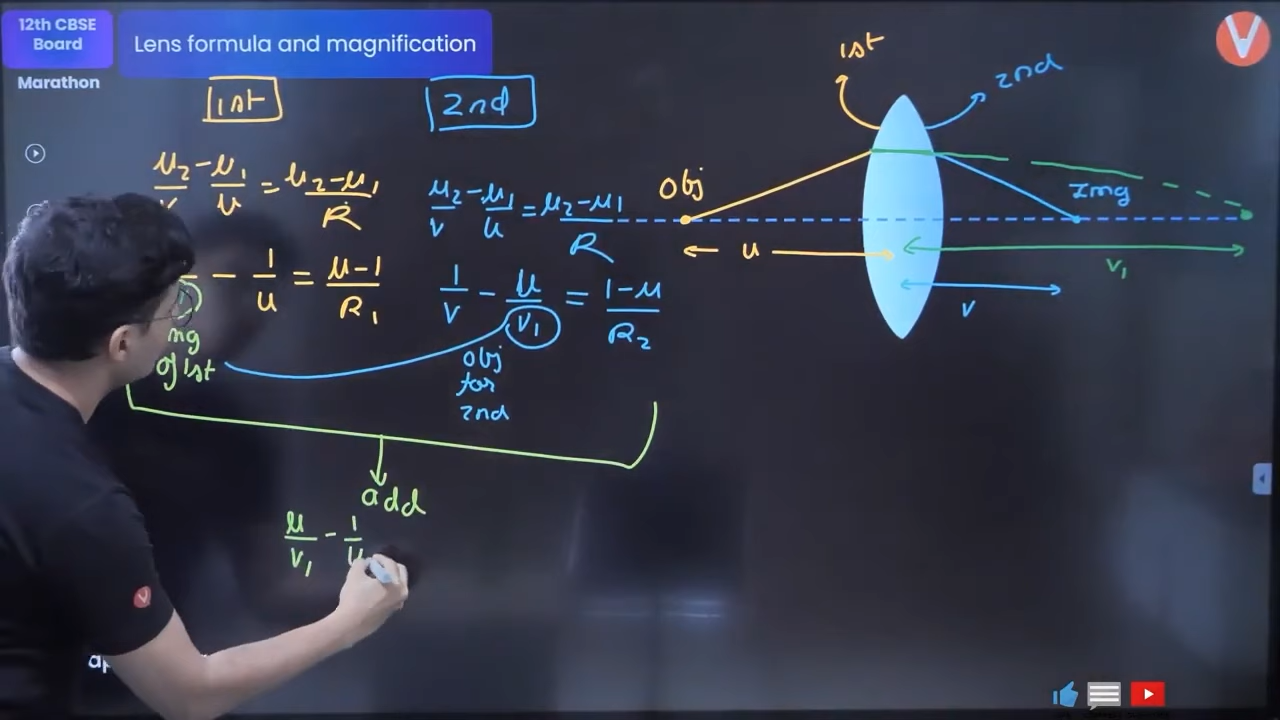 12th CBSE
Board
Marathon
Lens formula and magnification
1st
2nd
μ₂/v - μ₁/u = μ₂-μ₁/R
- 1/u = μ-1/R₁
ng
of 1st
μ₂/v - μ₁/u = μ₂-μ₁/R
1/v - μ/v₁ = 1-μ/R₂
obj
for
2nd
add
μ/v₁ - 1/u
1st
2nd
Obj
Img
u
v₁
v